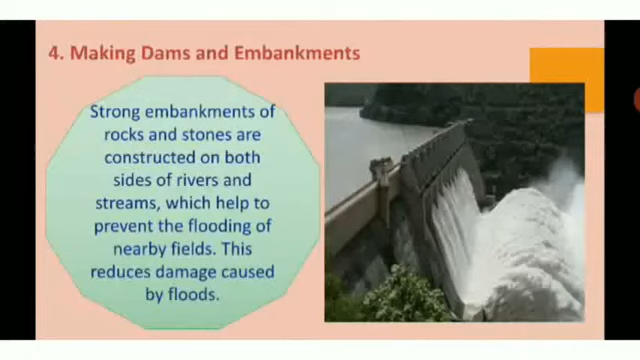 4. Making Dams and Embankments
Strong embankments of
rocks and stones are
constructed on both
sides of rivers and
streams, which help to
prevent the flooding of
nearby fields. This
reduces damage caused
by floods.